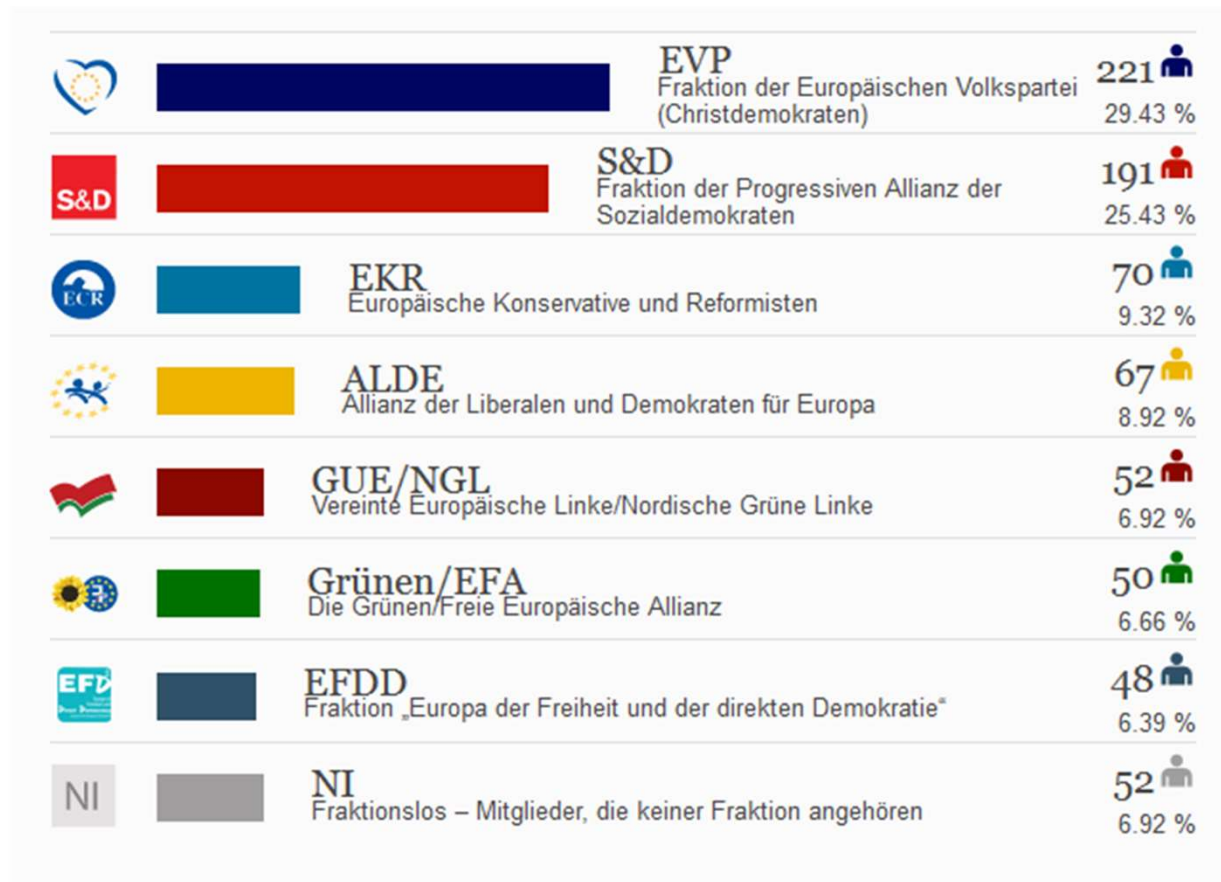 EVP
Fraktion der Europäischen Volkspartei
(Christdemokraten)
221
29.43 %
S&D
S&D
Fraktion der Progressiven Allianz der
Sozialdemokraten
191
25.43 %
ECR
EKR
Europäische Konservative und Reformisten
70
9.32 %
ALDE
Allianz der Liberalen und Demokraten für Europa
67
8.92 %
GUE/NGL
Vereinte Europäische Linke/Nordische Grüne Linke
52
6.92 %
Grünen/EFA
Die Grünen/Freie Europäische Allianz
50
6.66 %
EFD
EFDD
Fraktion „Europa der Freiheit und der direkten Demokratie“
48
6.39 %
NI
NI
Fraktionslos – Mitglieder, die keiner Fraktion angehören
52
6.92 %